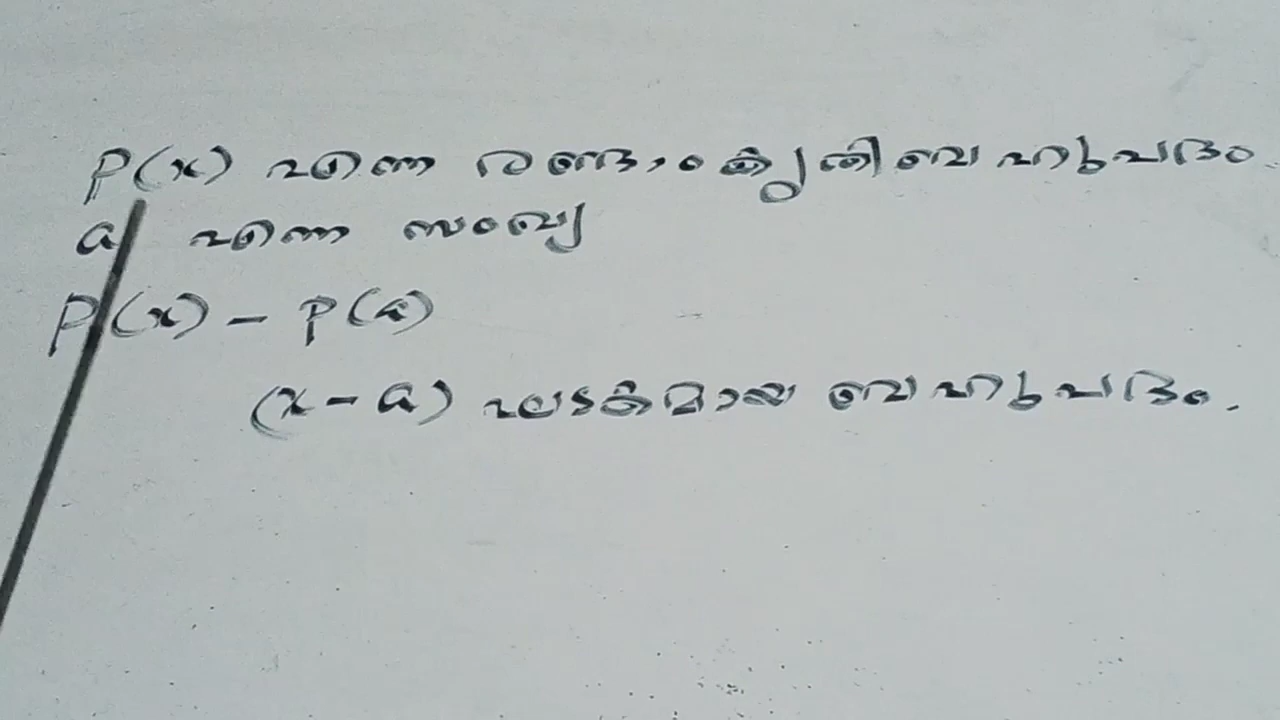 P(x) എന്ന രണ്ടാംകൃതി ബഹുപദം.
a എന്ന സംഖ്യ
P(x) - P(a)
(x - a) ഘടകമായ ബഹുപദം.